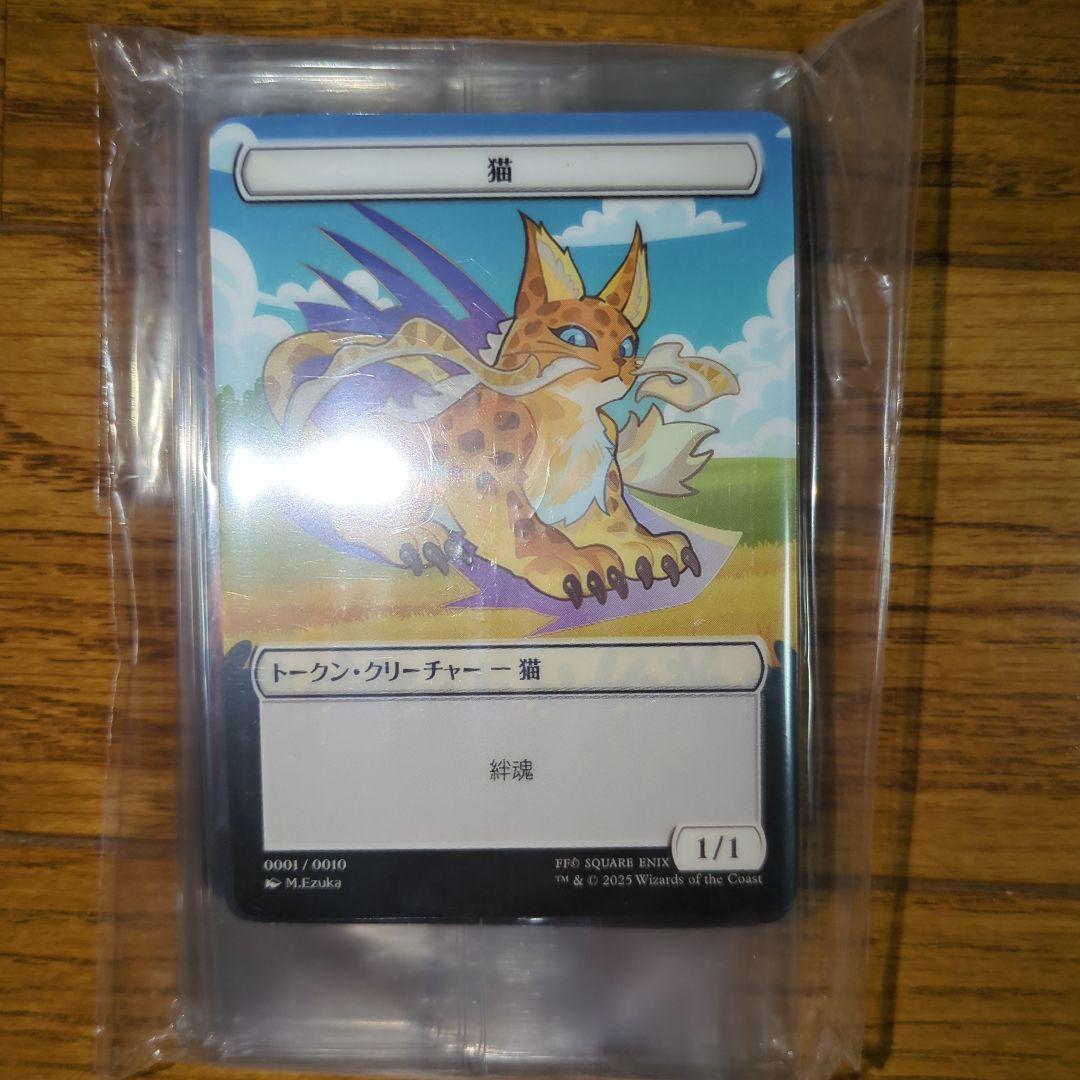 猫
トークン・クリーチャー — 猫
絆魂
1/1
0001 / 0010
M.Ezuka
FF© SQUARE ENIX
™ & © 2025 Wizards of the Coast